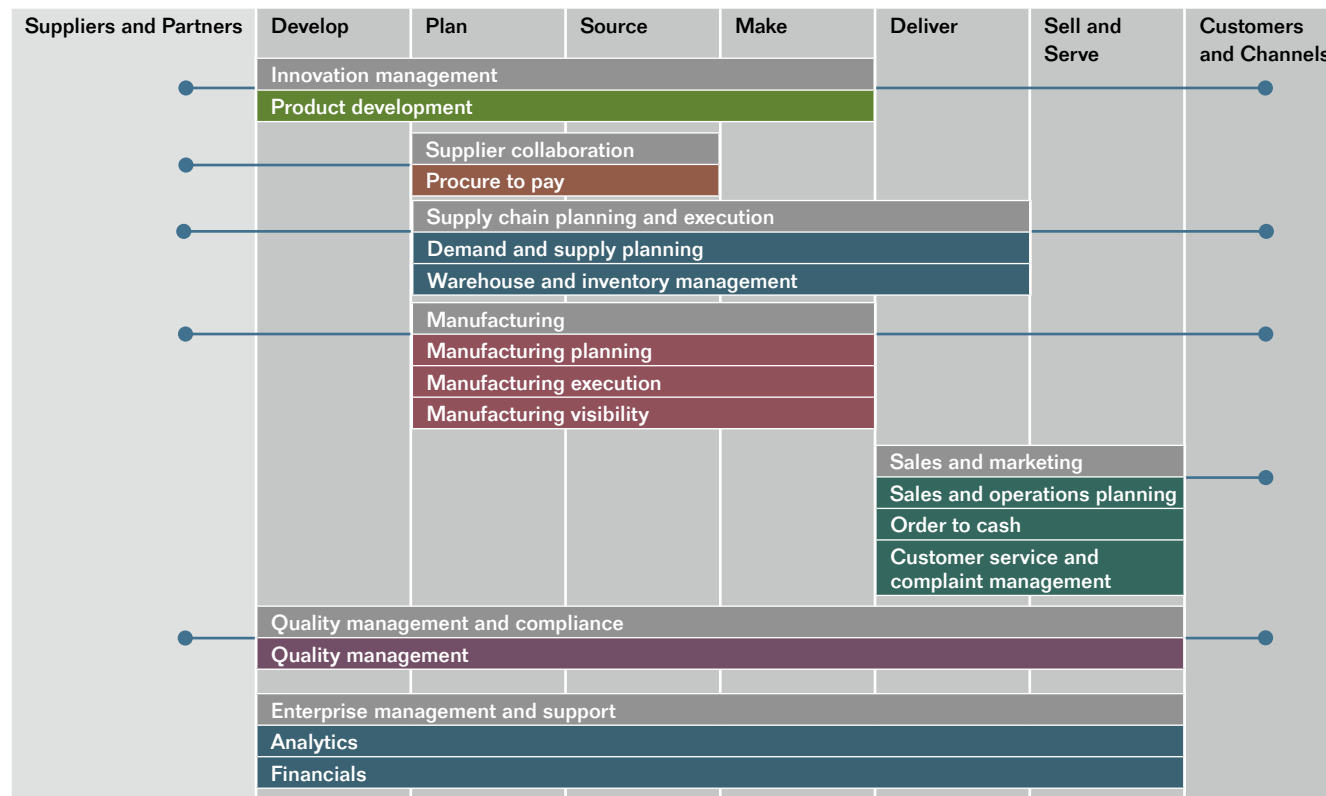 Suppliers and Partners
Develop
Plan
Source
Make
Deliver
Sell and
Serve
Customers
and Channels
Innovation management
Product development
Supplier collaboration
Procure to pay
Supply chain planning and execution
Demand and supply planning
Warehouse and inventory management
Manufacturing
Manufacturing planning
Manufacturing execution
Manufacturing visibility
Sales and marketing
Sales and operations planning
Order to cash
Customer service and
complaint management
Quality management and compliance
Quality management
Enterprise management and support
Analytics
Financials